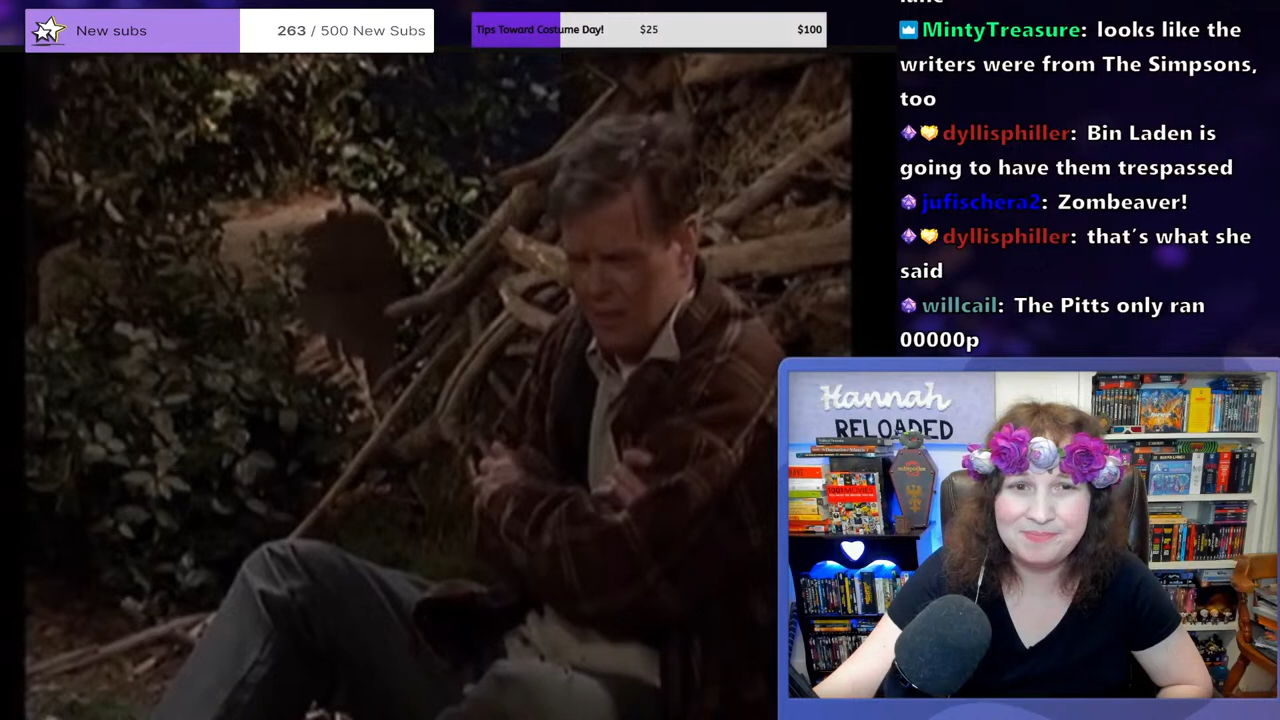 New subs
263 / 500 New Subs
Tips Toward Costume Day!
$25
$100
MintyTreasure: looks like the
writers were from The Simpsons,
too
dyllisphiller: Bin Laden is
going to have them trespassed
jufischera2: Zombeaver!
dyllisphiller: that's what she
said
willcail: The Pitts only ran
00000p
Hannah
RELOADED